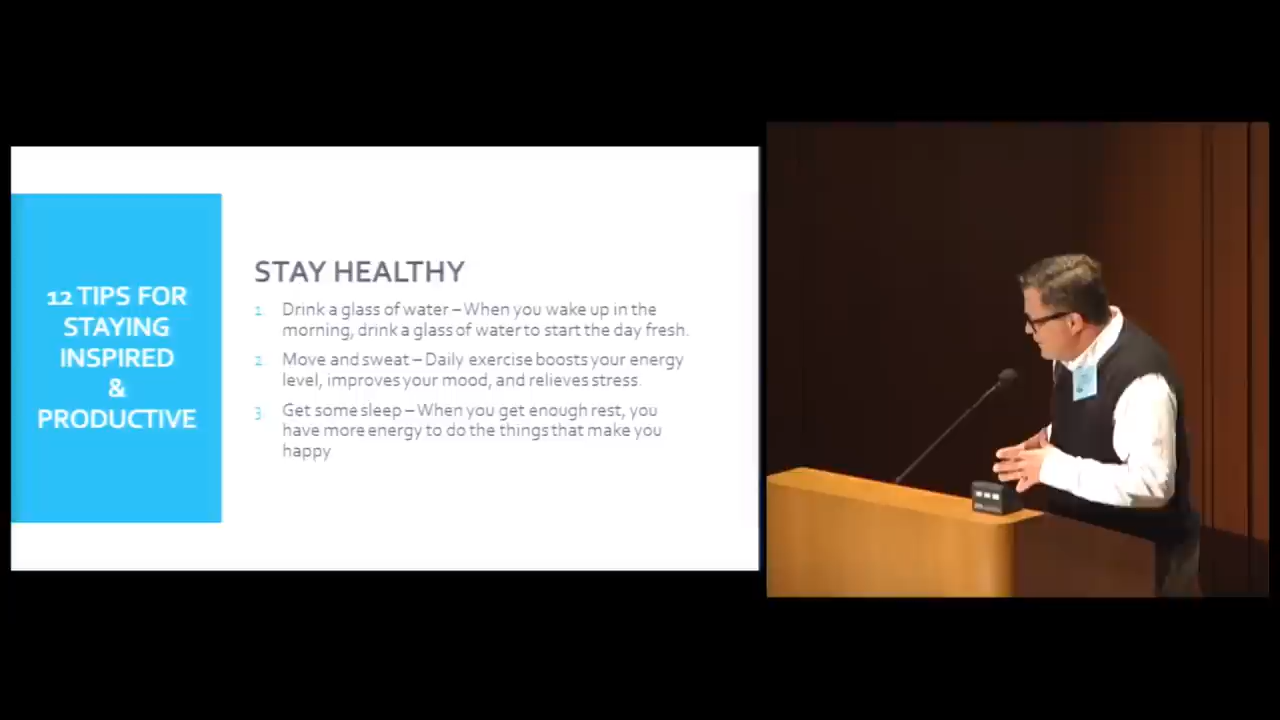 12 TIPS FOR
STAYING
INSPIRED
&
PRODUCTIVE
STAY HEALTHY
1. Drink a glass of water – When you wake up in the
morning, drink a glass of water to start the day fresh.
2. Move and sweat – Daily exercise boosts your energy
level, improves your mood, and relieves stress.
3. Get some sleep – When you get enough rest, you
have more energy to do the things that make you
happy